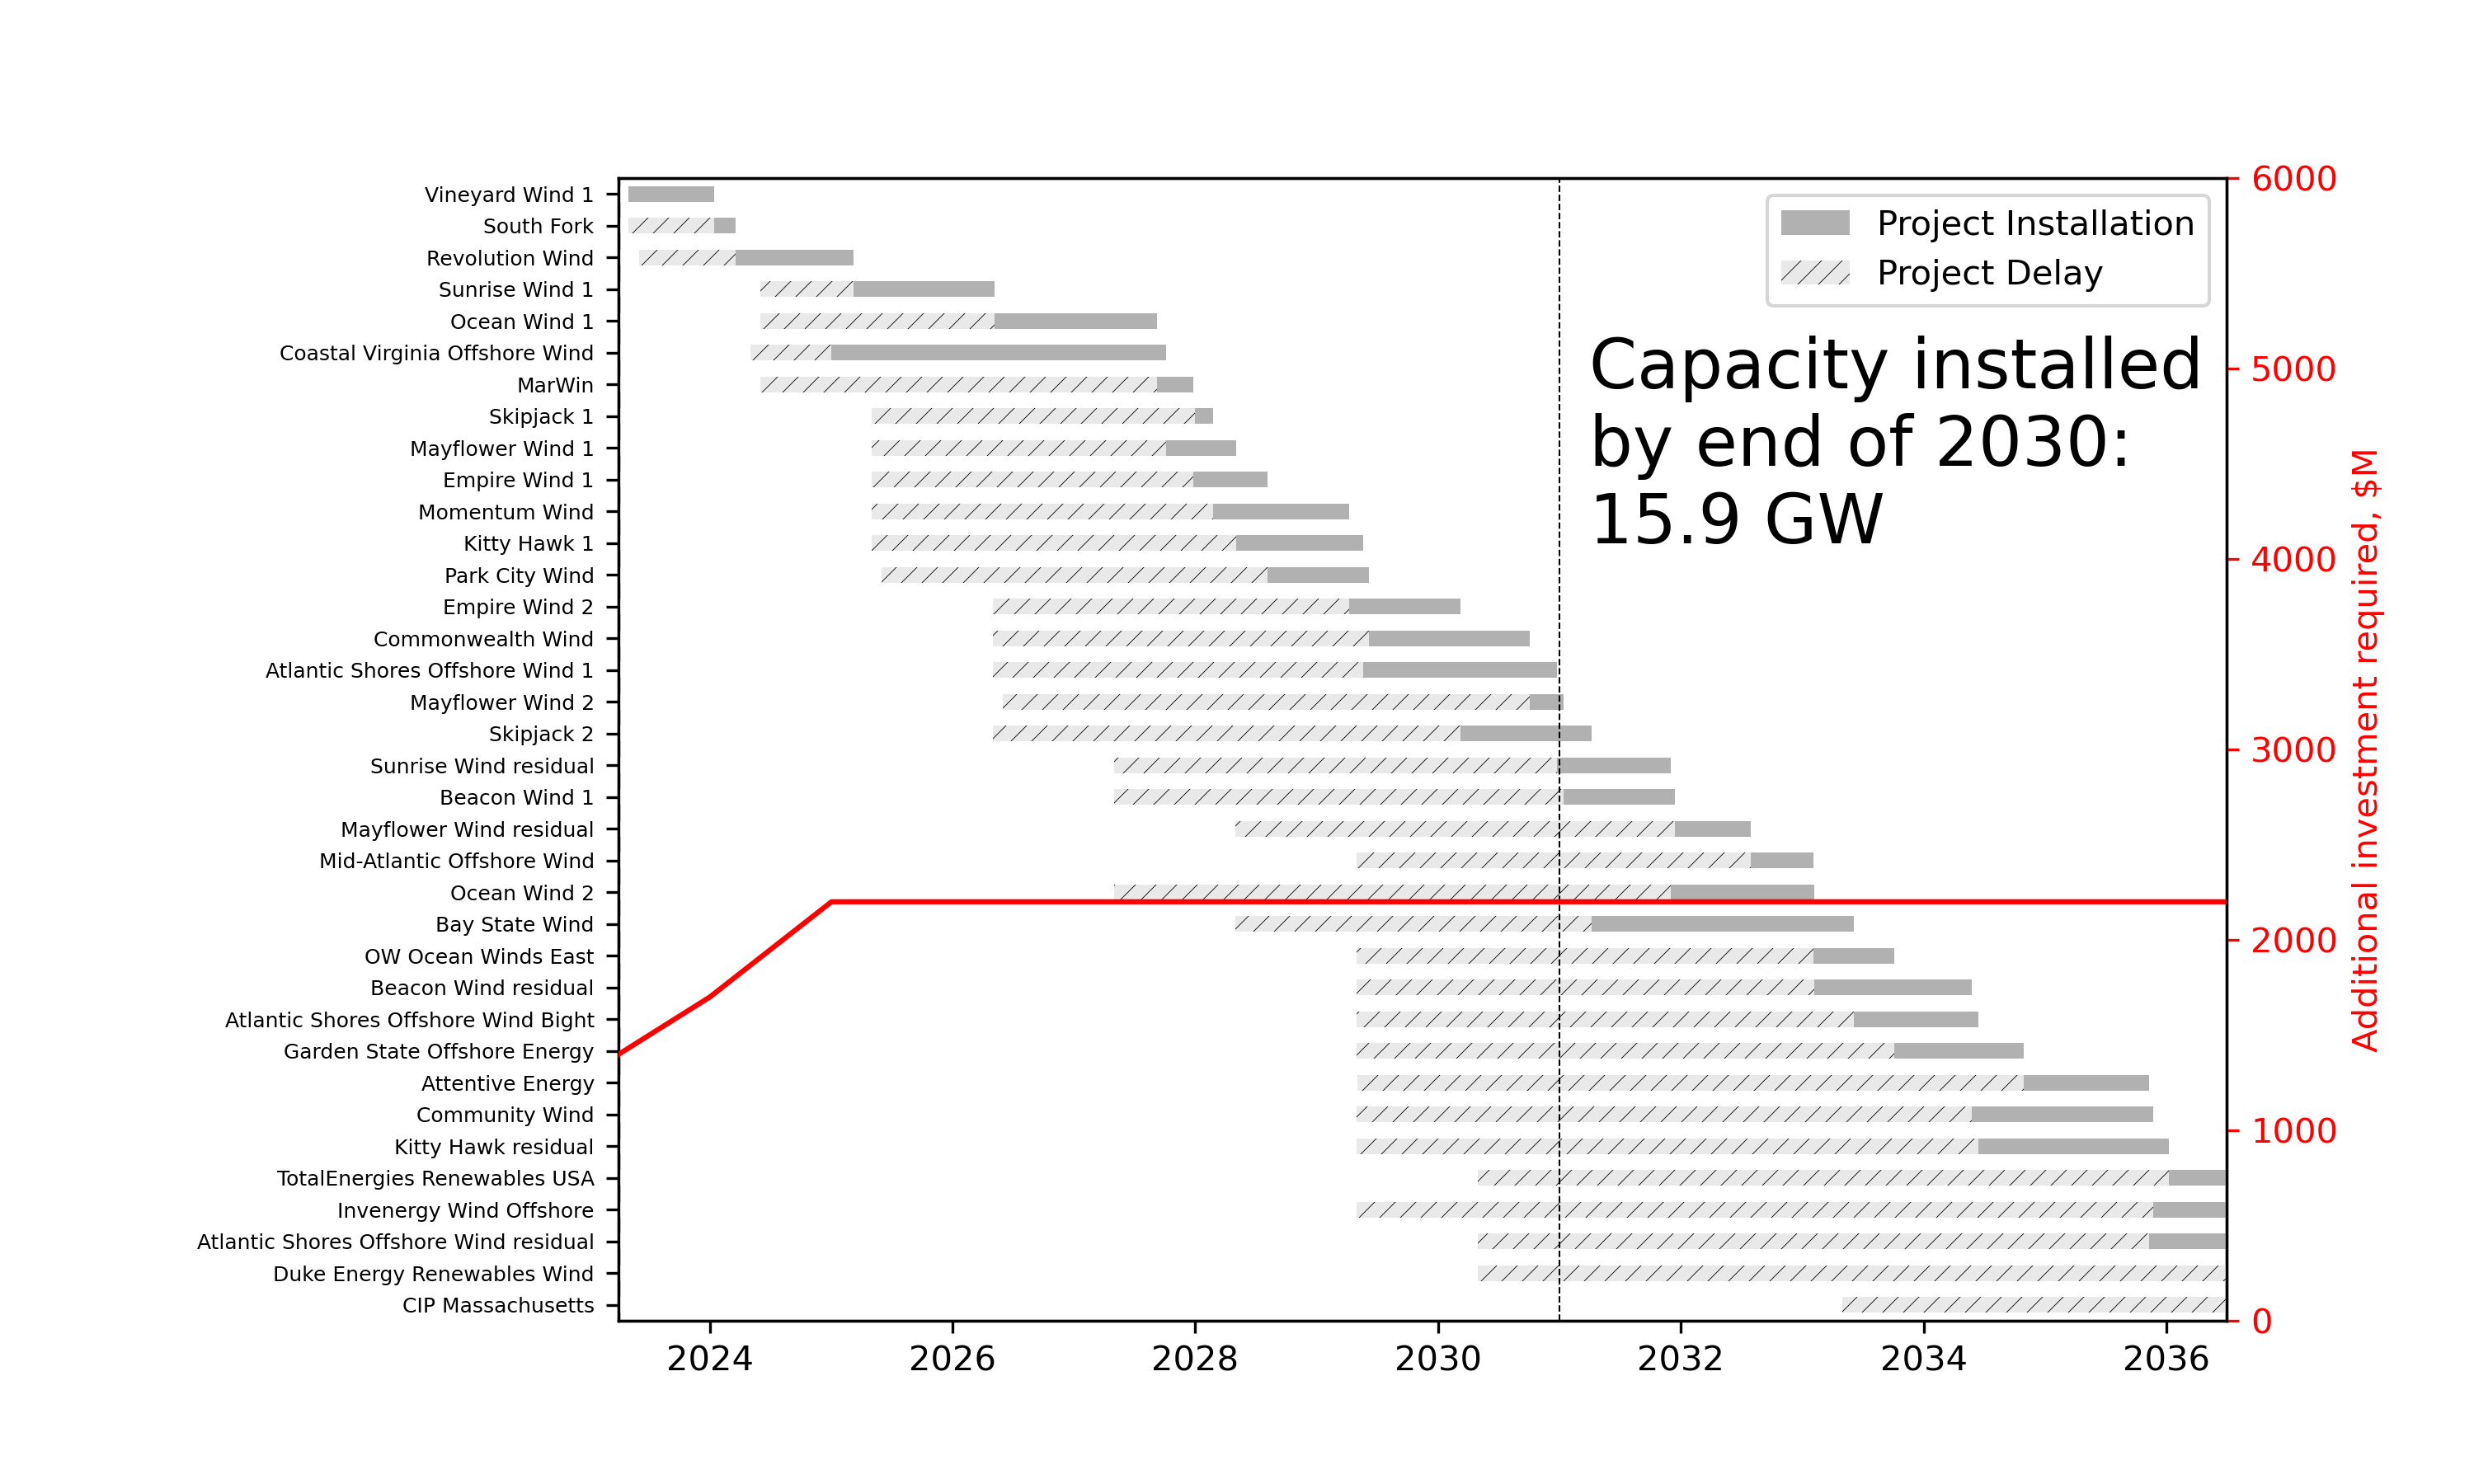 Vineyard Wind 1
South Fork
Revolution Wind
Sunrise Wind 1
Ocean Wind 1
Coastal Virginia Offshore Wind
MarWin
Skipjack 1
Mayflower Wind 1
Empire Wind 1
Momentum Wind
Kitty Hawk 1
Park City Wind
Empire Wind 2
Commonwealth Wind
Atlantic Shores Offshore Wind 1
Mayflower Wind 2
Skipjack 2
Sunrise Wind residual
Beacon Wind 1
Mayflower Wind residual
Mid-Atlantic Offshore Wind
Ocean Wind 2
Bay State Wind
OW Ocean Winds East
Beacon Wind residual
Atlantic Shores Offshore Wind Bight
Garden State Offshore Energy
Attentive Energy
Community Wind
Kitty Hawk residual
TotalEnergies Renewables USA
Invenergy Wind Offshore
Atlantic Shores Offshore Wind residual
Duke Energy Renewables Wind
CIP Massachusetts
Project Installation
Project Delay
Capacity installed
by end of 2030:
15.9 GW
6000
5000
4000
3000
2000
1000
0
Additional investment required, $M
2024 2026 2028 2030 2032 2034 2036